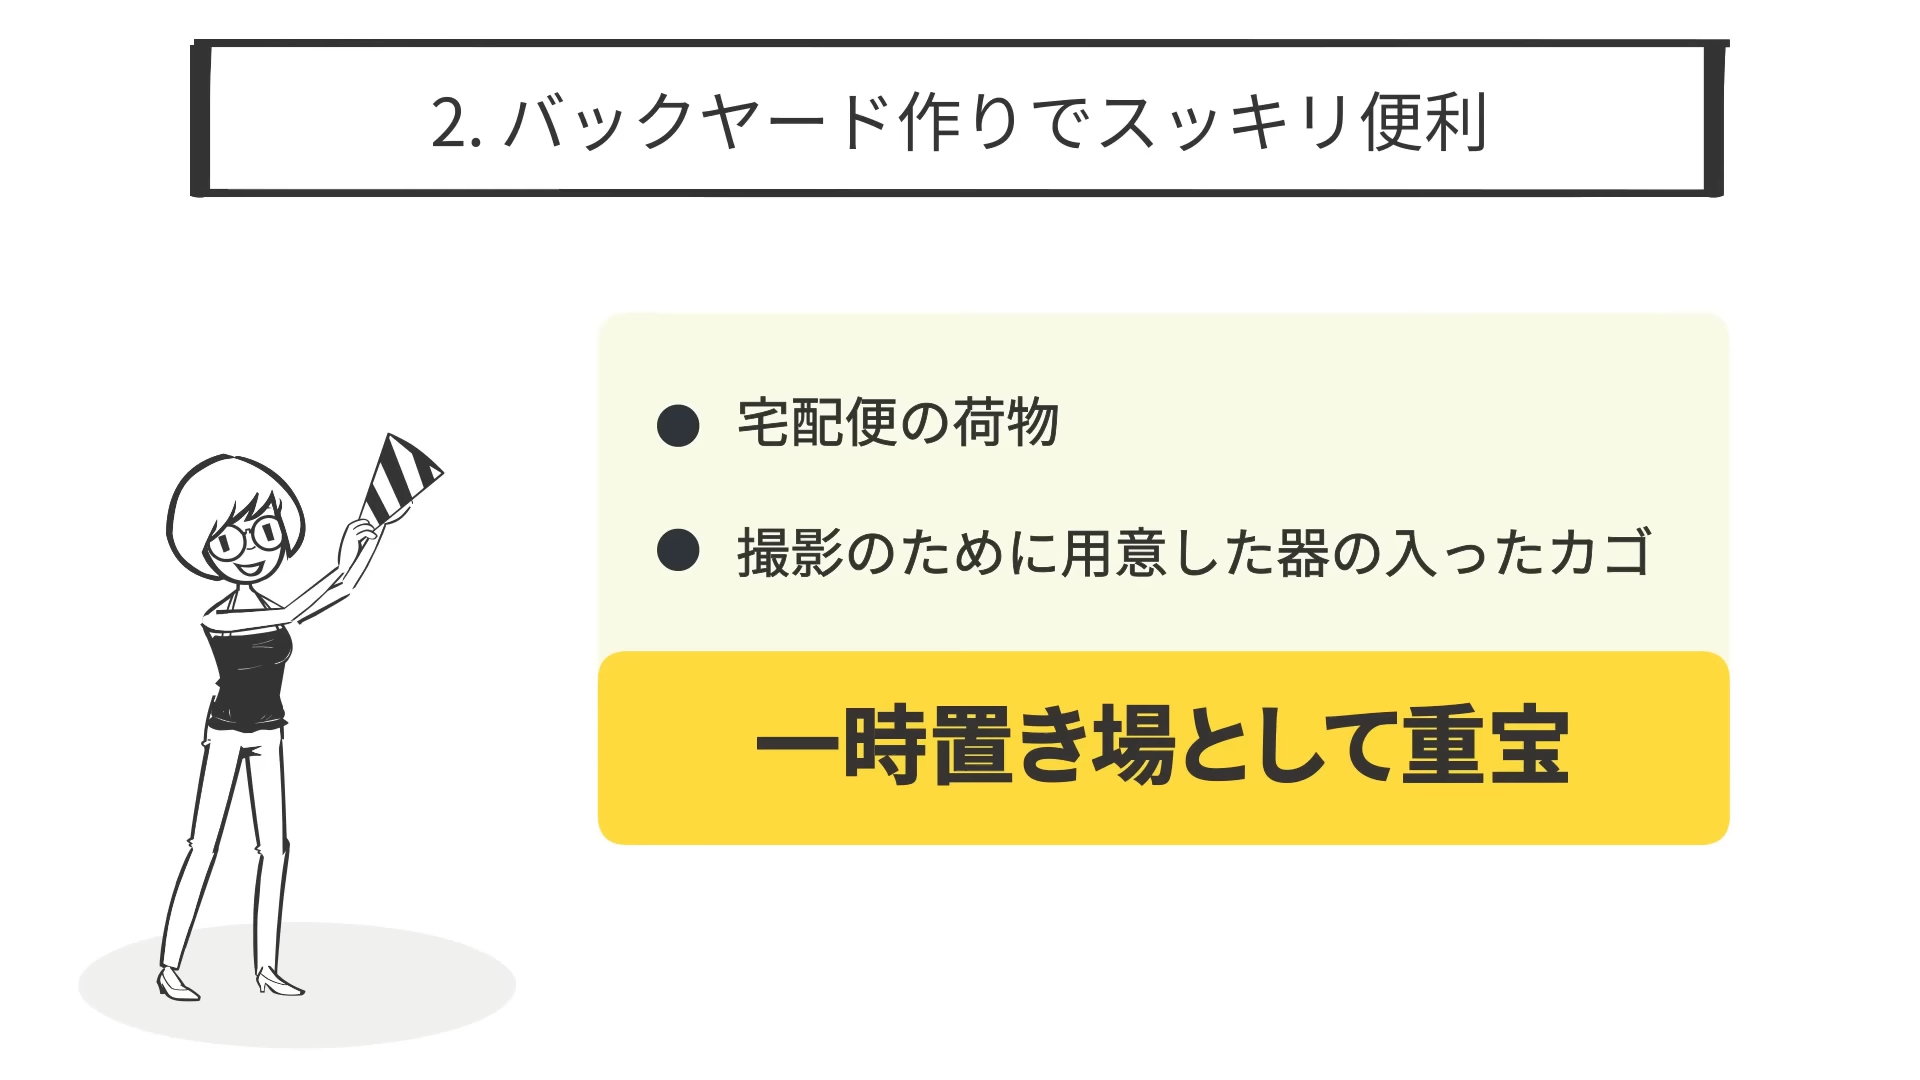 2. バックヤード作りでスッキリ便利
● 宅配便の荷物
● 撮影のために用意した器の入ったカゴ
一時置き場として重宝